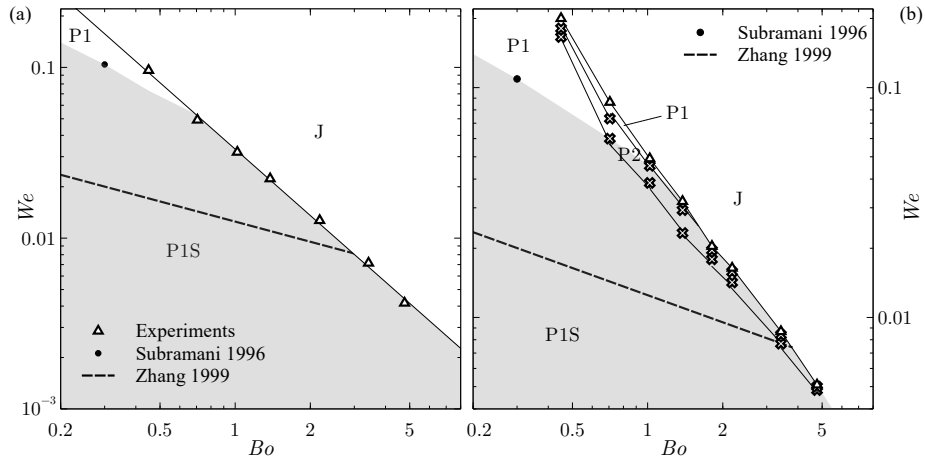 (a)
P1
0.1
We
0.01
10⁻³
J
P1S
Experiments
Subramani 1996
Zhang 1999
0.2
0.5
1
2
5
Bo
(b)
Subramani 1996
Zhang 1999
P1
P1
P2
J
P1S
0.1
We
0.01
0.2
0.5
1
2
5
Bo